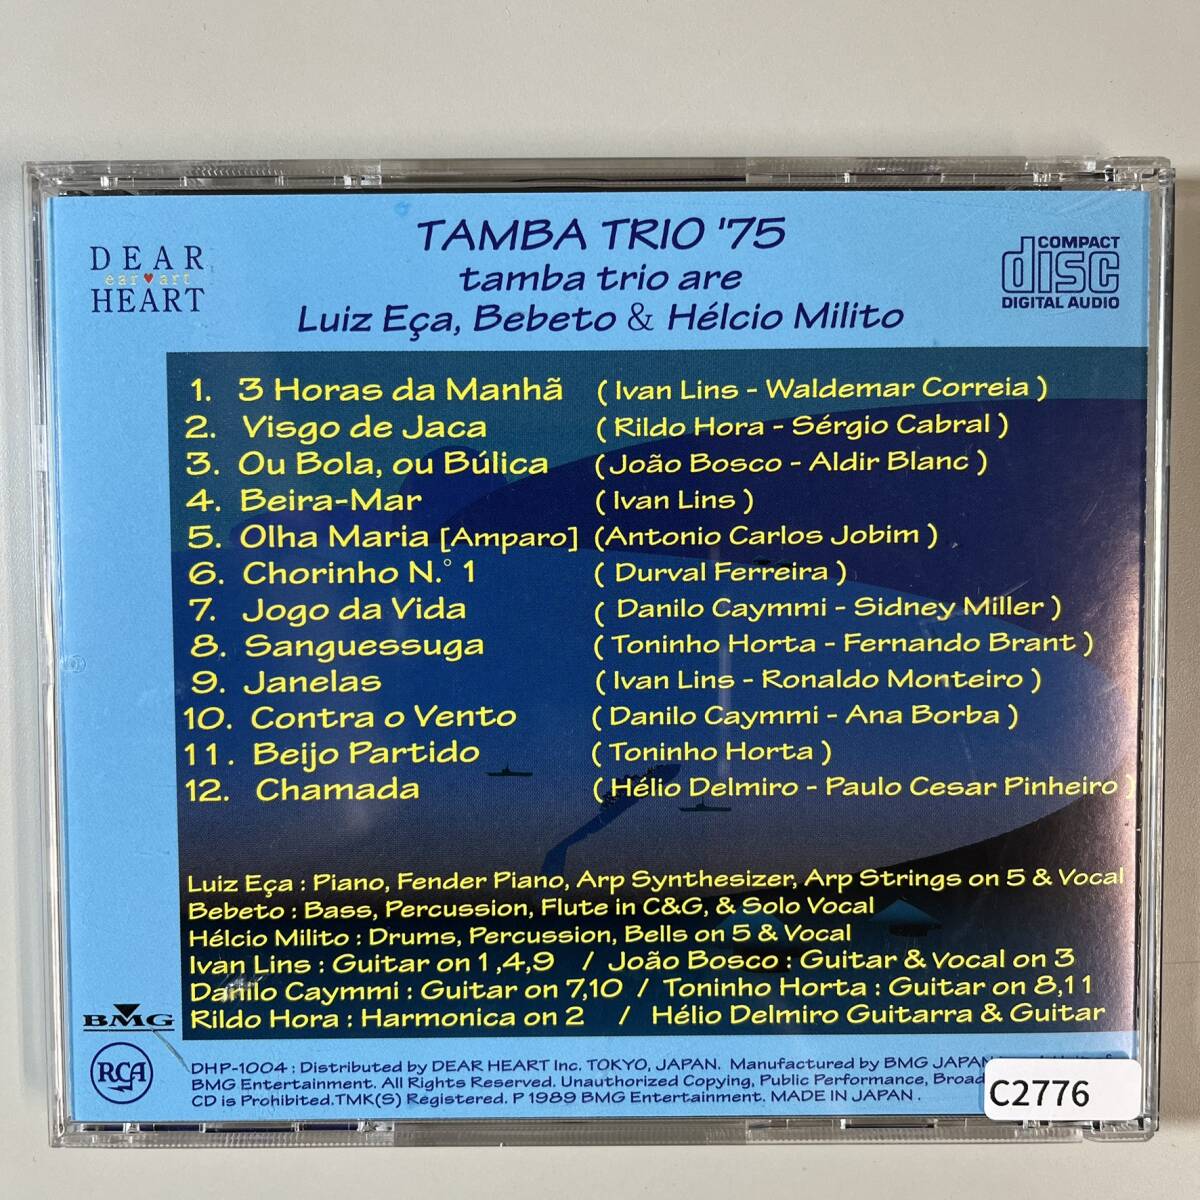 DEAR
ear♥art
HEART
TAMBA TRIO '75
tamba trio are
Luiz Eça, Bebeto & Hélcio Milito
COMPACT
disc
DIGITAL AUDIO
1. 3 Horas da Manhã ( Ivan Lins - Waldemar Correia )
2. Visgo de Jaca ( Rildo Hora - Sérgio Cabral )
3. Ou Bola, ou Búlica ( João Bosco - Aldir Blanc )
4. Beira-Mar ( Ivan Lins )
5. Olha Maria [Amparo] (Antonio Carlos Jobim )
6. Chorinho N.° 1 ( Durval Ferreira )
7. Jogo da Vida ( Danilo Caymmi - Sidney Miller )
8. Sanguessuga ( Toninho Horta - Fernando Brant )
9. Janelas ( Ivan Lins - Ronaldo Monteiro )
10. Contra o Vento ( Danilo Caymmi - Ana Borba )
11. Beijo Partido ( Toninho Horta )
12. Chamada ( Hélio Delmiro - Paulo Cesar Pinheiro )
Luiz Eça : Piano, Fender Piano, Arp Synthesizer, Arp Strings on 5 & Vocal
Bebeto : Bass, Percussion, Flute in C&G, & Solo Vocal
Hélcio Milito : Drums, Percussion, Bells on 5 & Vocal
Ivan Lins : Guitar on 1,4,9 / João Bosco : Guitar & Vocal on 3
Danilo Caymmi : Guitar on 7,10 / Toninho Horta : Guitar on 8,11
Rildo Hora : Harmonica on 2 / Hélio Delmiro Guitarra & Guitar
BMG
RCA
DHP-1004 : Distributed by DEAR HEART Inc. TOKYO, JAPAN. Manufactured by BMG JAPAN
BMG Entertainment. All Rights Reserved. Unauthorized Copying, Public Performance, Broad
CD is Prohibited.TMK(S) Registered. P 1989 BMG Entertainment. MADE IN JAPAN .
C2776